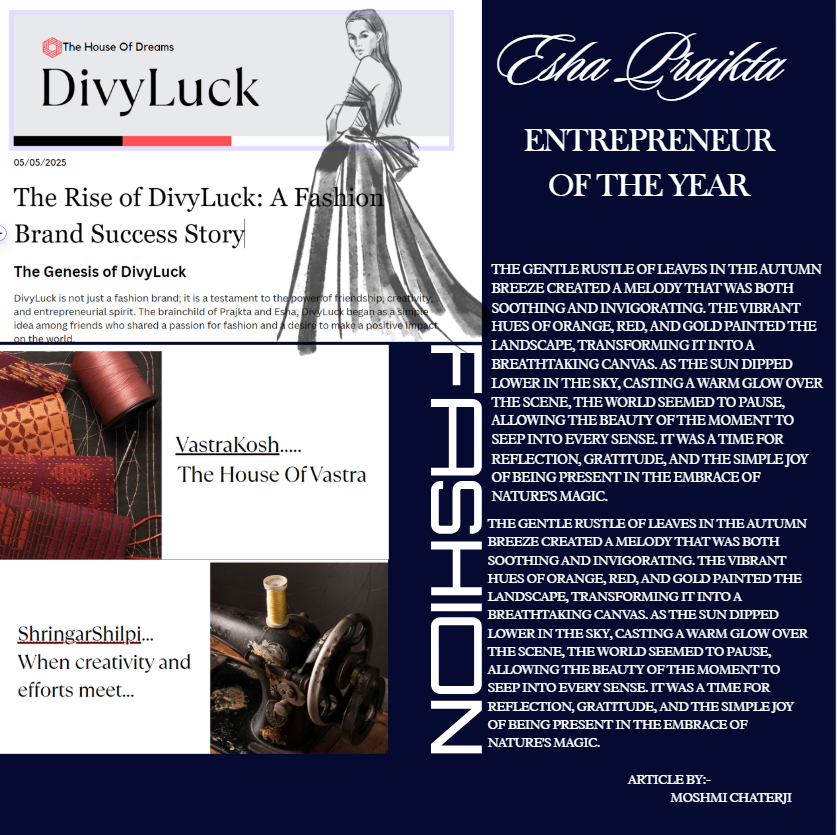 The House Of Dreams
DivyLuck
05/05/2025
The Rise of DivyLuck: A Fashion
Brand Success Story
The Genesis of DivyLuck
DivyLuck is not just a fashion brand; it is a testament to the power of friendship, creativity,
and entrepreneurial spirit. The brainchild of Prajkta and Esha, DivyLuck began as a simple
idea among friends who shared a passion for fashion and a desire to make a positive impact
on the world.
VastraKosh.....
The House Of Vastra
ShringarShilpi...
When creativity and
efforts meet...
FASHION
Esha Prajkta
ENTREPRENEUR
OF THE YEAR
THE GENTLE RUSTLE OF LEAVES IN THE AUTUMN
BREEZE CREATED A MELODY THAT WAS BOTH
SOOTHING AND INVIGORATING. THE VIBRANT
HUES OF ORANGE, RED, AND GOLD PAINTED THE
LANDSCAPE, TRANSFORMING IT INTO A
BREATHTAKING CANVAS. AS THE SUN DIPPED
LOWER IN THE SKY, CASTING A WARM GLOW OVER
THE SCENE, THE WORLD SEEMED TO PAUSE,
ALLOWING THE BEAUTY OF THE MOMENT TO
SEEP INTO EVERY SENSE. IT WAS A TIME FOR
REFLECTION, GRATITUDE, AND THE SIMPLE JOY
OF BEING PRESENT IN THE EMBRACE OF
NATURE'S MAGIC.
THE GENTLE RUSTLE OF LEAVES IN THE AUTUMN
BREEZE CREATED A MELODY THAT WAS BOTH
SOOTHING AND INVIGORATING. THE VIBRANT
HUES OF ORANGE, RED, AND GOLD PAINTED THE
LANDSCAPE, TRANSFORMING IT INTO A
BREATHTAKING CANVAS. AS THE SUN DIPPED
LOWER IN THE SKY, CASTING A WARM GLOW OVER
THE SCENE, THE WORLD SEEMED TO PAUSE,
ALLOWING THE BEAUTY OF THE MOMENT TO
SEEP INTO EVERY SENSE. IT WAS A TIME FOR
REFLECTION, GRATITUDE, AND THE SIMPLE JOY
OF BEING PRESENT IN THE EMBRACE OF
NATURE'S MAGIC.
ARTICLE BY:-
MOSHMI CHATERJI